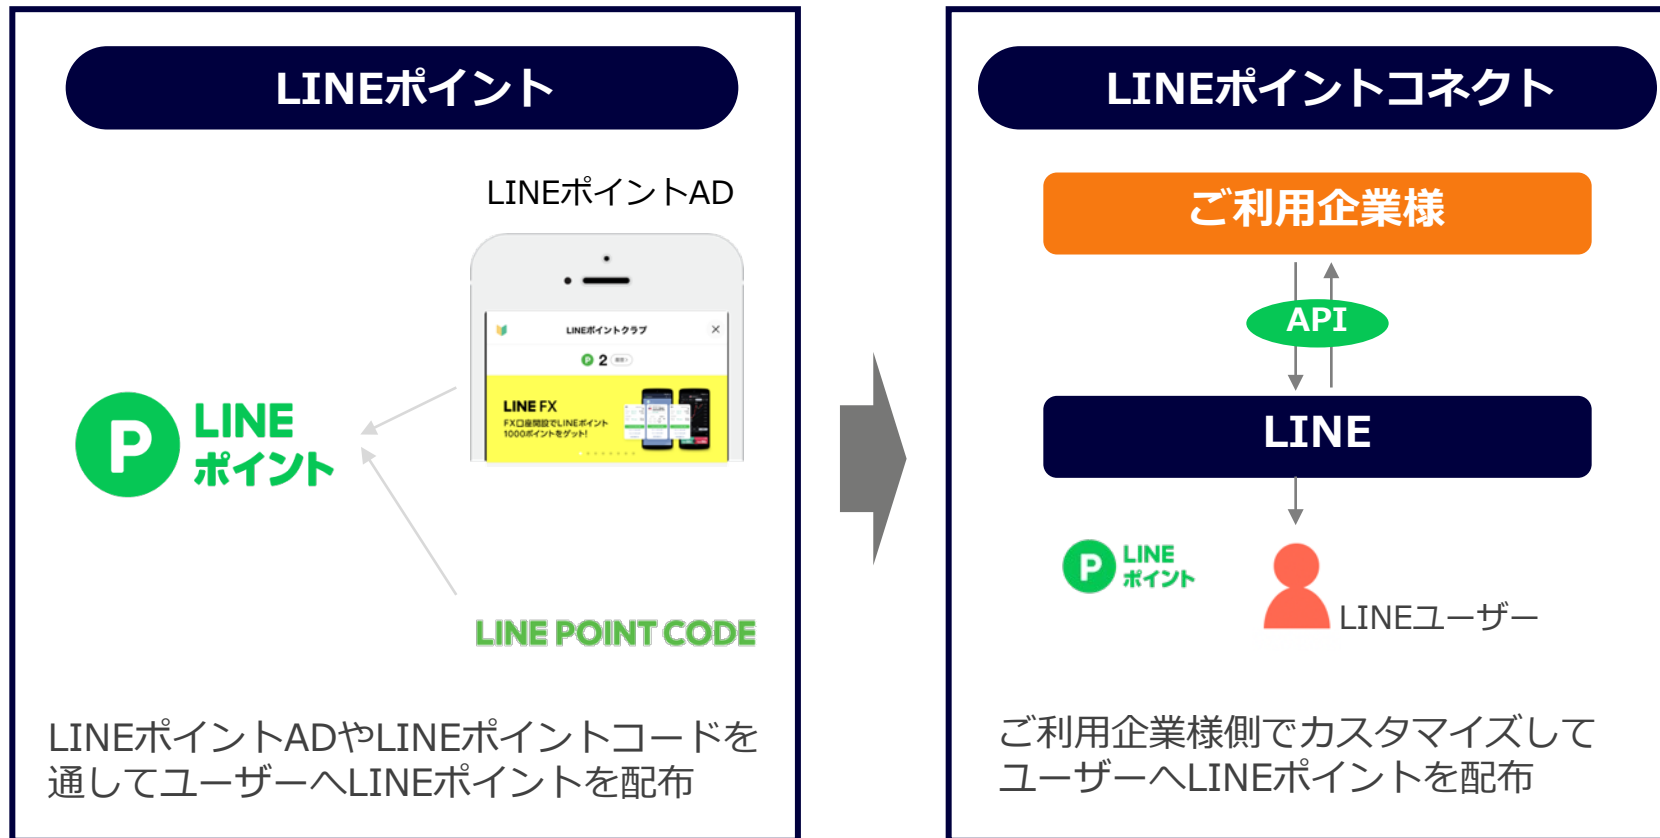 LINEポイント
LINEポイントAD
LINEポイントクラブ
P 2
LINE FX
FX口座開設でLINEポイント
1000ポイントをゲット!
P LINE
ポイント
LINE POINT CODE
LINEポイントADやLINEポイントコードを
通してユーザーへLINEポイントを配布
LINEポイントコネクト
ご利用企業様
API
LINE
P LINE
ポイント
LINEユーザー
ご利用企業様側でカスタマイズして
ユーザーへLINEポイントを配布